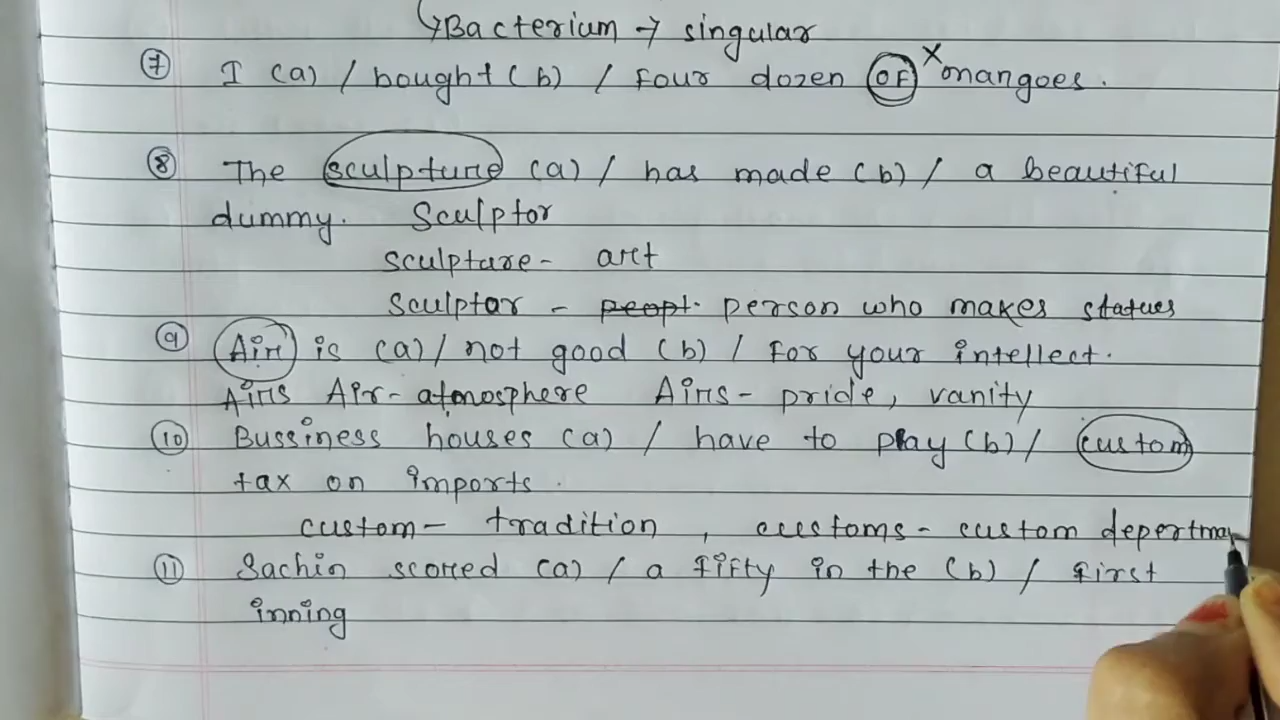 ↳Bacterium → singular
⑦ I (a) / bought (b) / four dozen of x mangoes.
⑧ The sculpture (a) / has made (b) / a beautiful
dummy. Sculptor
sculpture - art
Sculptor - peopt. person who makes statues
⑨ Air is (a) / not good (b) / for your intellect.
Airs Air - atmosphere Airs - pride, vanity
⑩ Bussiness houses (a) / have to play (b) / custom
tax on imports.
custom - tradition, customs - custom depertme
⑪ Sachin scored (a) / a fifty in the (b) / first
inning